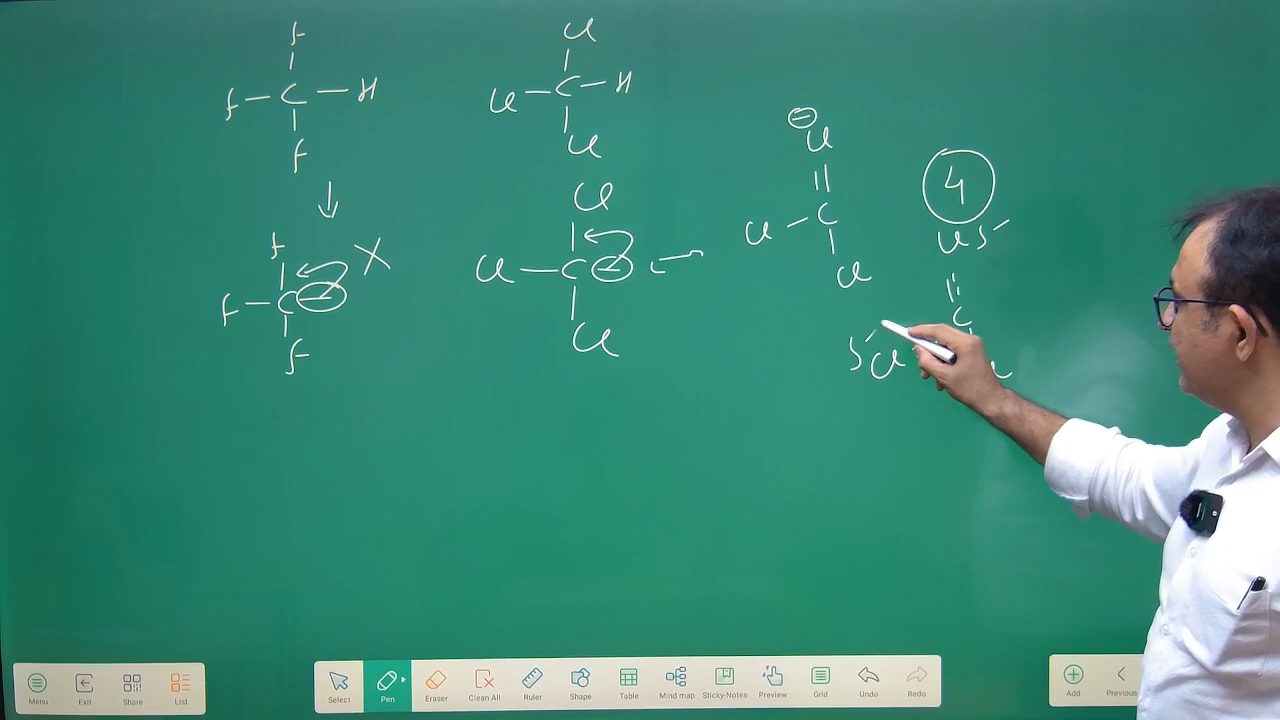 F
F - C - H
F
F
F - C ⊖ X
F
Cl
Cl - C - H
Cl
Cl
Cl - C ⊖
Cl
⊖
Cl
Cl - C
Cl
4
Cl δ-
C
δ- Cl
Menu
Exit
Share
List
Select
Pen
Eraser
Clean All
Ruler
Shape
Table
Mind map
Sticky-Notes
Preview
Grid
Undo
Redo
Add
Previous